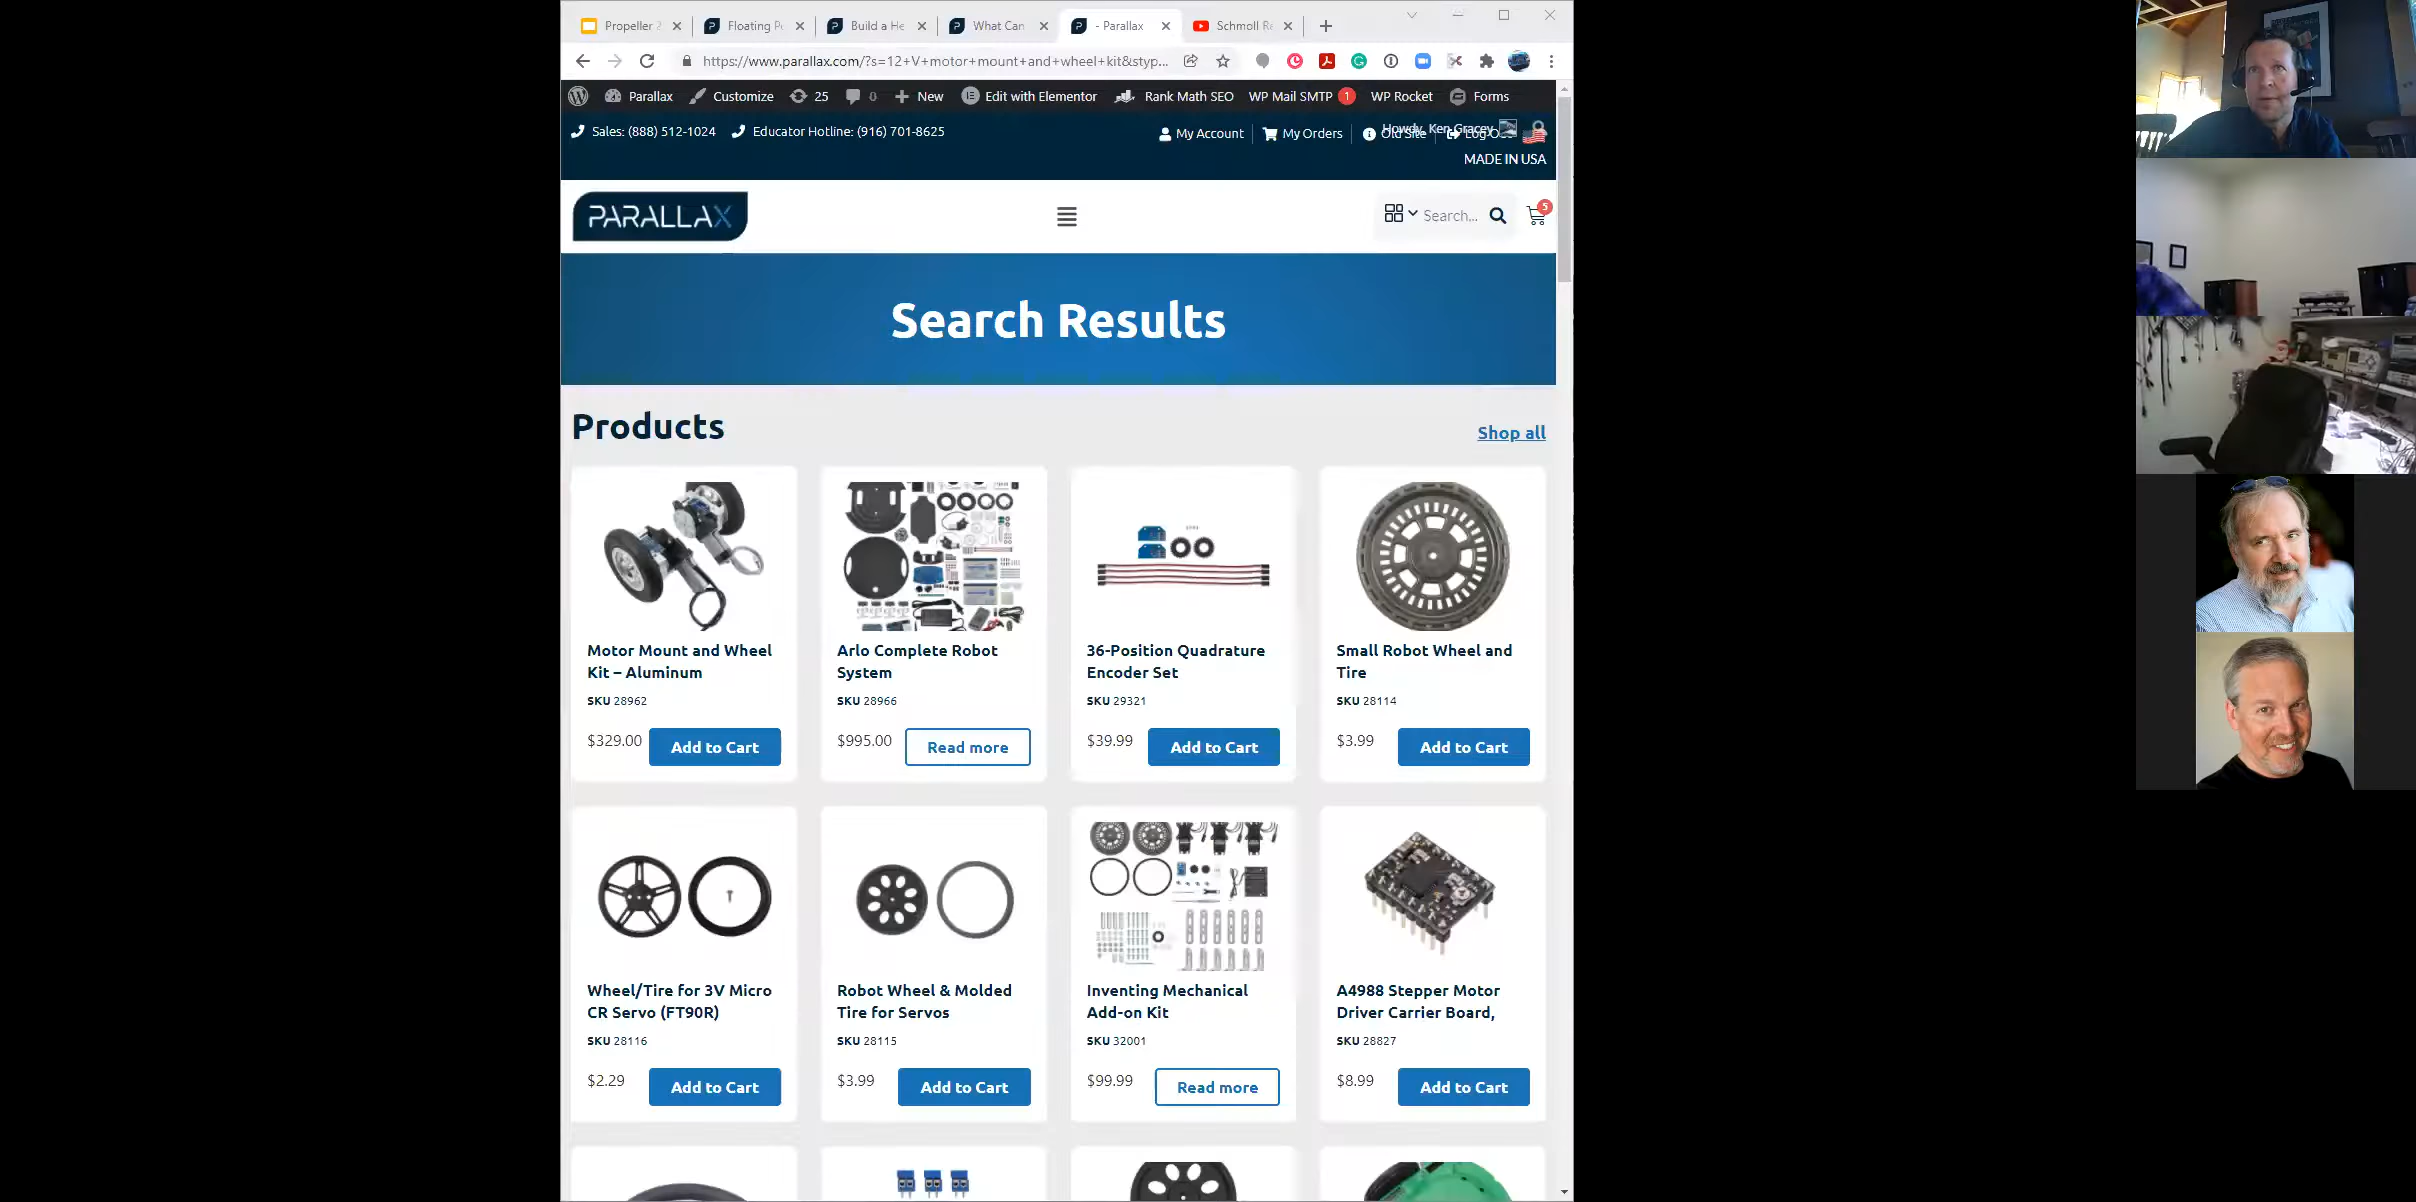 Propeller 2
Floating Po
Build a He
What Can
- Parallax
Schmoll Ra
https://www.parallax.com/?s=12+V+motor+mount+and+wheel+kit&styp...
Parallax
Customize
25
0
New
Edit with Elementor
Rank Math SEO
WP Mail SMTP 1
WP Rocket
Forms
Sales: (888) 512-1024
Educator Hotline: (916) 701-8625
My Account
My Orders
Old Site
Howdy, Ken Gracey
MADE IN USA
PARALLAX
Search...
5
Search Results
Products
Shop all
Motor Mount and Wheel
Kit – Aluminum
SKU 28962
$329.00
Add to Cart
Arlo Complete Robot
System
SKU 28966
$995.00
Read more
36-Position Quadrature
Encoder Set
SKU 29321
$39.99
Add to Cart
Small Robot Wheel and
Tire
SKU 28114
$3.99
Add to Cart
Wheel/Tire for 3V Micro
CR Servo (FT90R)
SKU 28116
$2.29
Add to Cart
Robot Wheel & Molded
Tire for Servos
SKU 28115
$3.99
Add to Cart
Inventing Mechanical
Add-on Kit
SKU 32001
$99.99
Read more
A4988 Stepper Motor
Driver Carrier Board,
SKU 28827
$8.99
Add to Cart